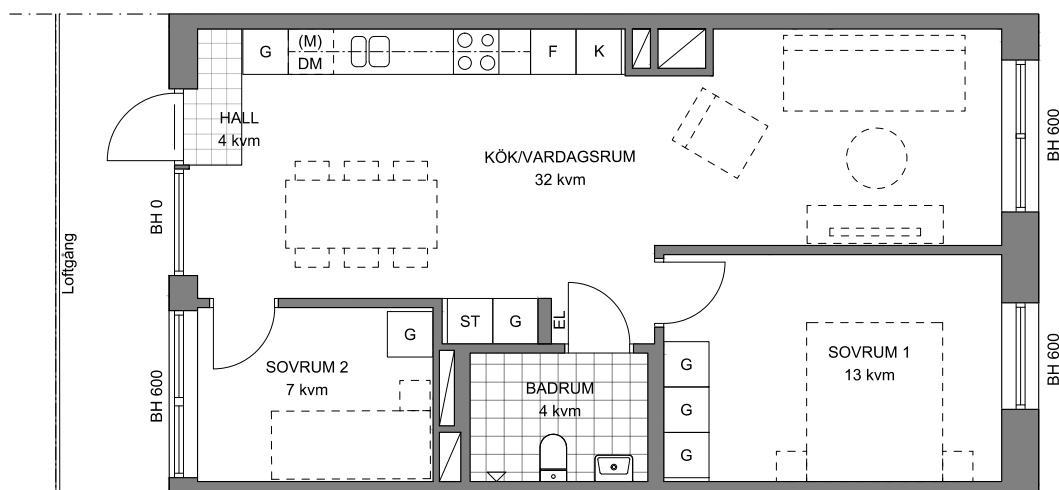 G
(M)
DM
F
K
HALL
4 kvm
KÖK/VARDAGSRUM
32 kvm
BH 600
BH 0
Loftgång
ST
G
EL
G
SOVRUM 2
7 kvm
BH 600
BADRUM
4 kvm
G
G
G
SOVRUM 1
13 kvm
BH 600